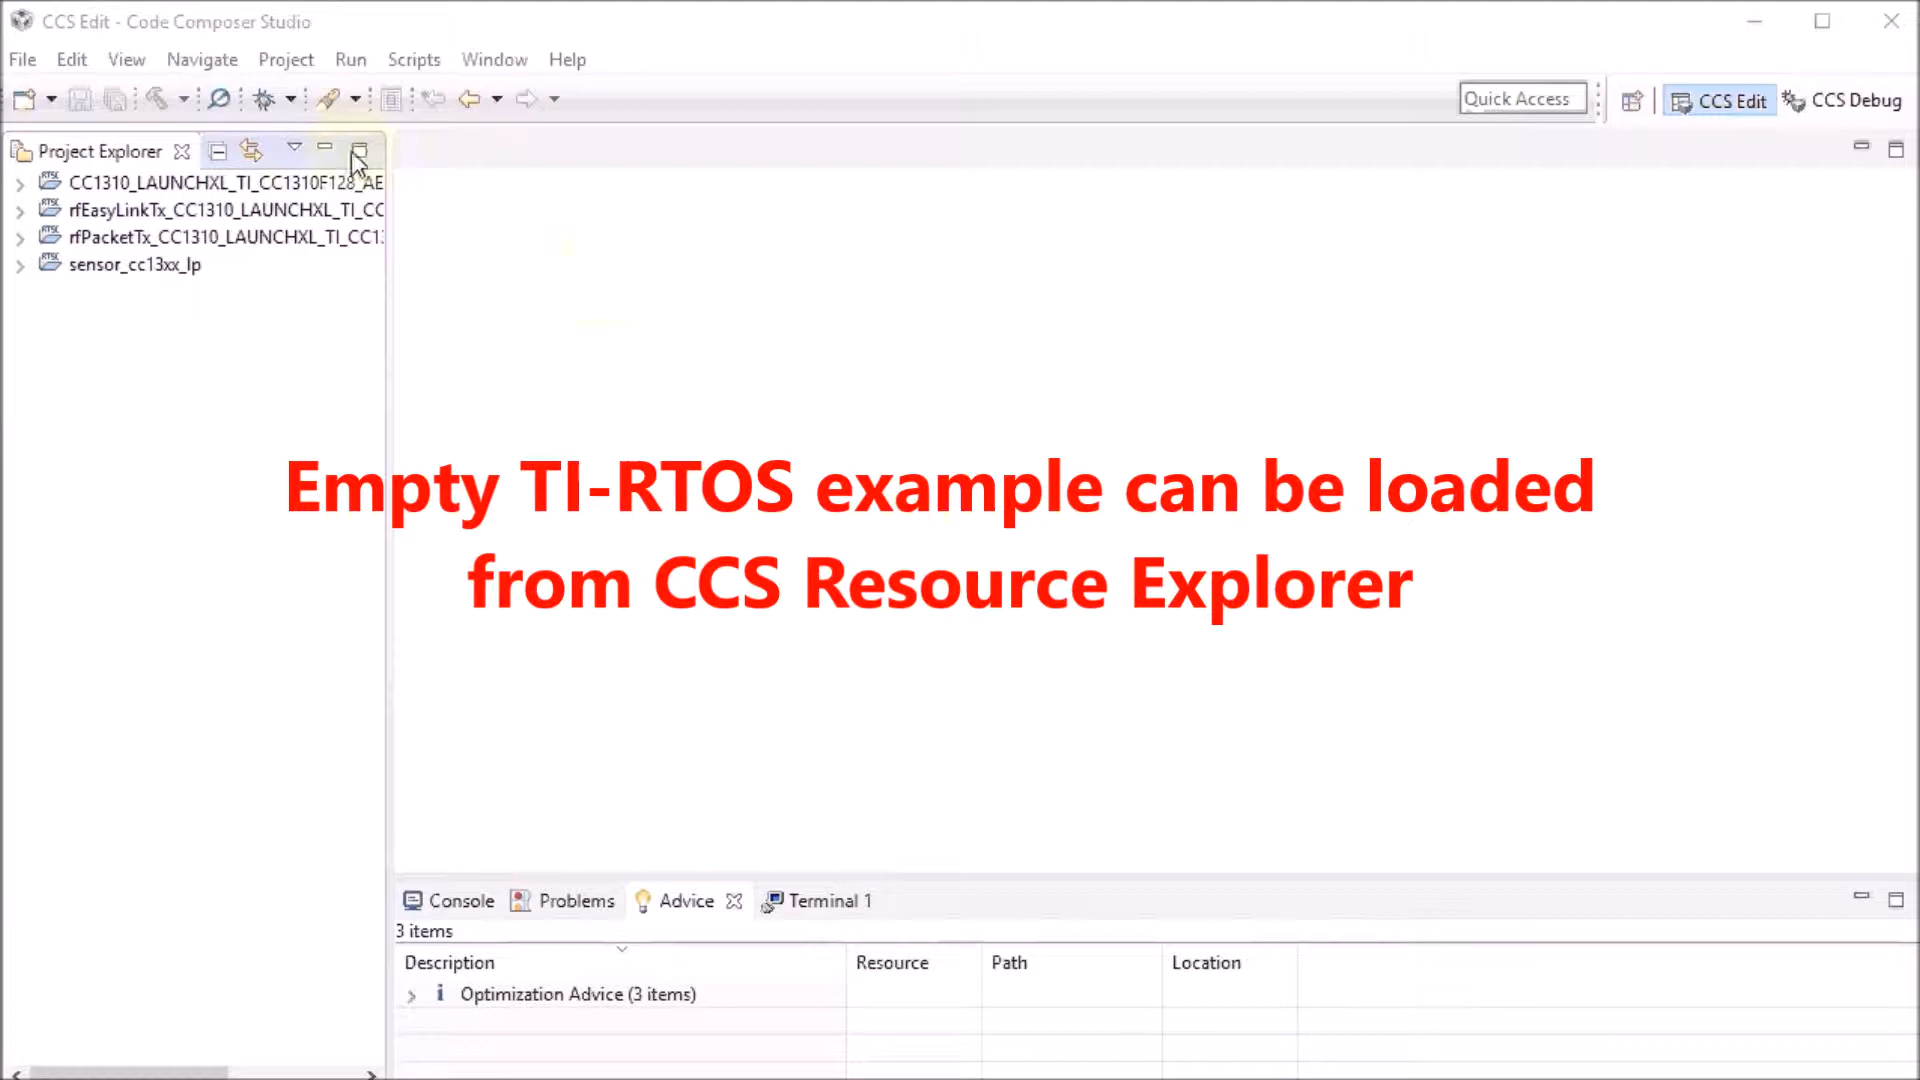 CCS Edit - Code Composer Studio
File Edit View Navigate Project Run Scripts Window Help
Quick Access CCS Edit CCS Debug
Project Explorer
CC1310_LAUNCHXL_TI_CC1310F128_AE
rfEasyLinkTx_CC1310_LAUNCHXL_TI_CC
rfPacketTx_CC1310_LAUNCHXL_TI_CC13
sensor_cc13xx_lp
Empty TI-RTOS example can be loaded
from CCS Resource Explorer
Console Problems Advice Terminal 1
3 items
Description Resource Path Location
i Optimization Advice (3 items)